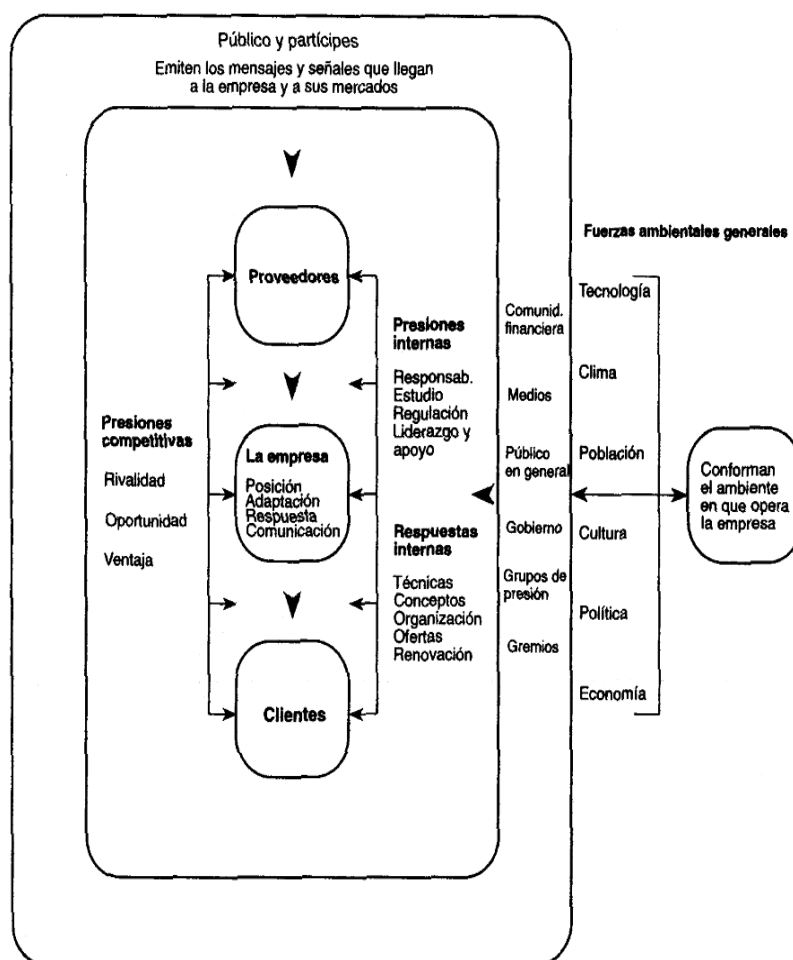 Público y partícipes
Emiten los mensajes y señales que llegan
a la empresa y a sus mercados
Proveedores
Presiones
competitivas
Rivalidad
Oportunidad
Ventaja
La empresa
Posición
Adaptación
Respuesta
Comunicación
Clientes
Presiones
internas
Responsab.
Estudio
Regulación
Liderazgo y
apoyo
Respuestas
internas
Técnicas
Conceptos
Organización
Ofertas
Renovación
Comunid.
financiera
Medios
Público
en general
Gobierno
Grupos de
presión
Gremios
Fuerzas ambientales generales
Tecnología
Clima
Población
Cultura
Política
Economía
Conforman
el ambiente
en que opera
la empresa